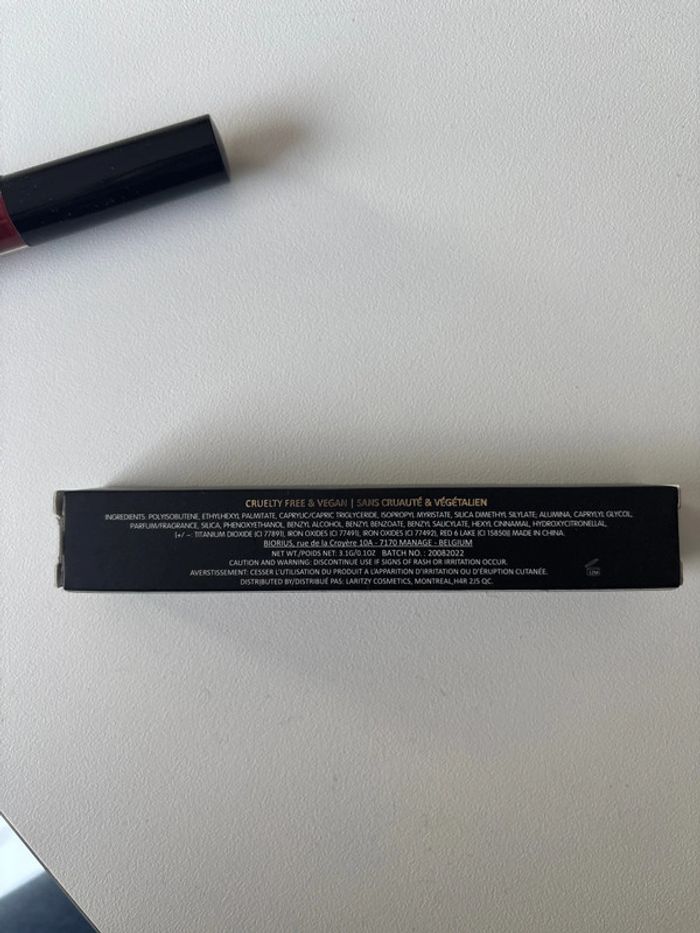 CRUELTY FREE & VEGAN | SANS CRUAUTÉ & VÉGÉTALIEN
INGREDIENTS: POLYISOBUTENE, ETHYLHEXYL PALMITATE, CAPRYLIC/CAPRIC TRIGLYCERIDE, ISOPROPYL MYRISTATE, SILICA DIMETHYL SILYLATE; ALUMINA, CAPRYLYL GLYCOL,
PARFUM/FRAGRANCE, SILICA, PHENOXYETHANOL, BENZYL ALCOHOL, BENZYL BENZOATE, BENZYL SALICYLATE, HEXYL CINNAMAL, HYDROXYCITRONELLAL,
[+/ -: TITANIUM DIOXIDE (CI 77891), IRON OXIDES (CI 77491), IRON OXIDES (CI 77492), RED 6 LAKE (CI 15850)] MADE IN CHINA.
BIORIUS, rue de la Croyère 10A - 7170 MANAGE - BELGIUM
NET WT./POIDS NET: 3.1G/0.1OZ BATCH NO. : 20082022
CAUTION AND WARNING: DISCONTINUE USE IF SIGNS OF RASH OR IRRITATION OCCUR.
AVERSTISSEMENT: CESSER L'UTILISATION DU PRODUIT A L'APPARITION D'IRRITATION OU D'ÉRUPTION CUTANÉE.
12M
DISTRIBUTED BY/DISTRIBUÉ PAS: LARITZY COSMETICS, MONTREAL,H4R 2J5 QC.